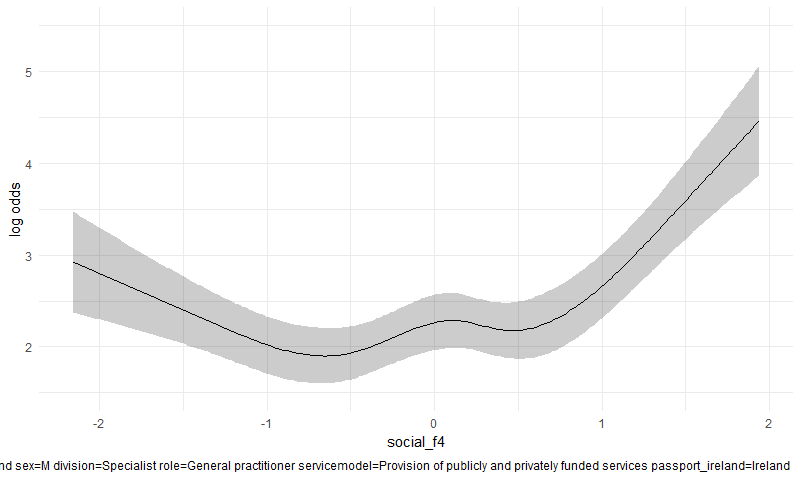 5
4
3
2
log odds
-2 -1 0 1 2
social_f4
nd sex=M division=Specialist role=General practitioner servicemodel=Provision of publicly and privately funded services passport_ireland=Ireland